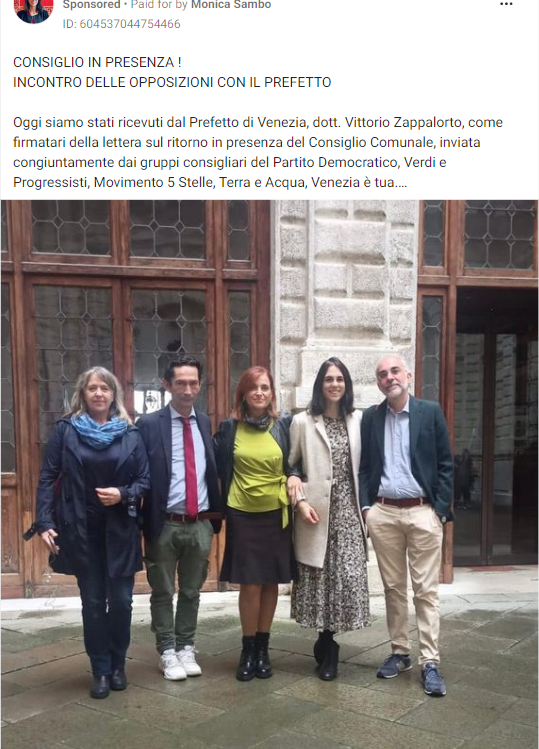 Sponsored • Paid for by Monica Sambo
ID: 604537044754466
CONSIGLIO IN PRESENZA !
INCONTRO DELLE OPPOSIZIONI CON IL PREFETTO
Oggi siamo stati ricevuti dal Prefetto di Venezia, dott. Vittorio Zappalorto, come
firmatari della lettera sul ritorno in presenza del Consiglio Comunale, inviata
congiuntamente dai gruppi consigliari del Partito Democratico, Verdi e
Progressisti, Movimento 5 Stelle, Terra e Acqua, Venezia è tua....